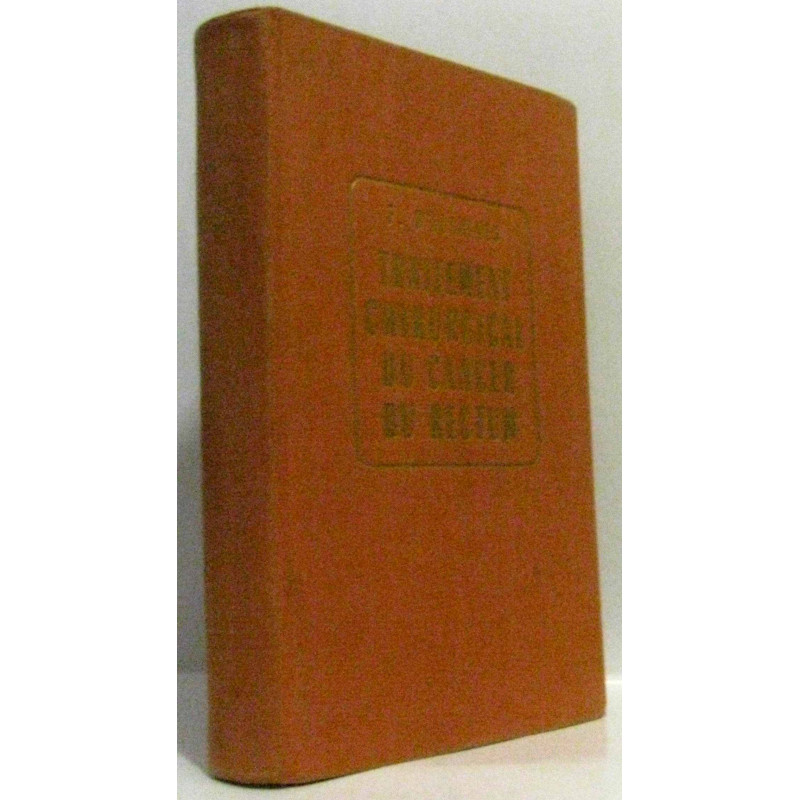 TRAITEMENT
CHIRURGICAL
DU CANCER
DU RECTUM